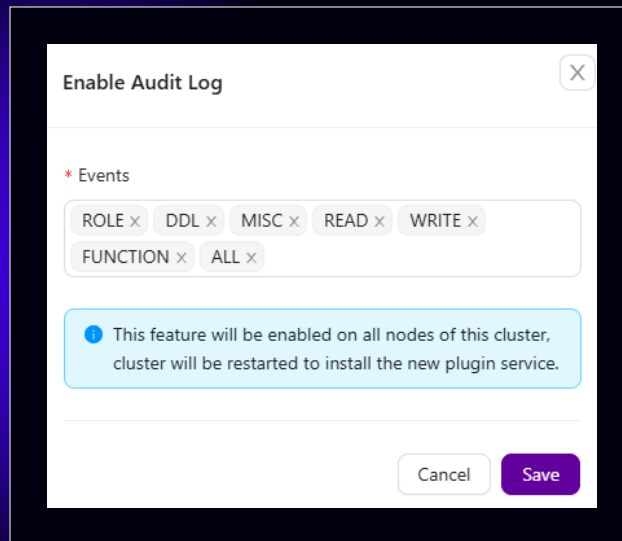 Enable Audit Log
* Events
ROLE × DDL × MISC × READ × WRITE ×
FUNCTION × ALL ×
This feature will be enabled on all nodes of this cluster,
cluster will be restarted to install the new plugin service.
Cancel Save